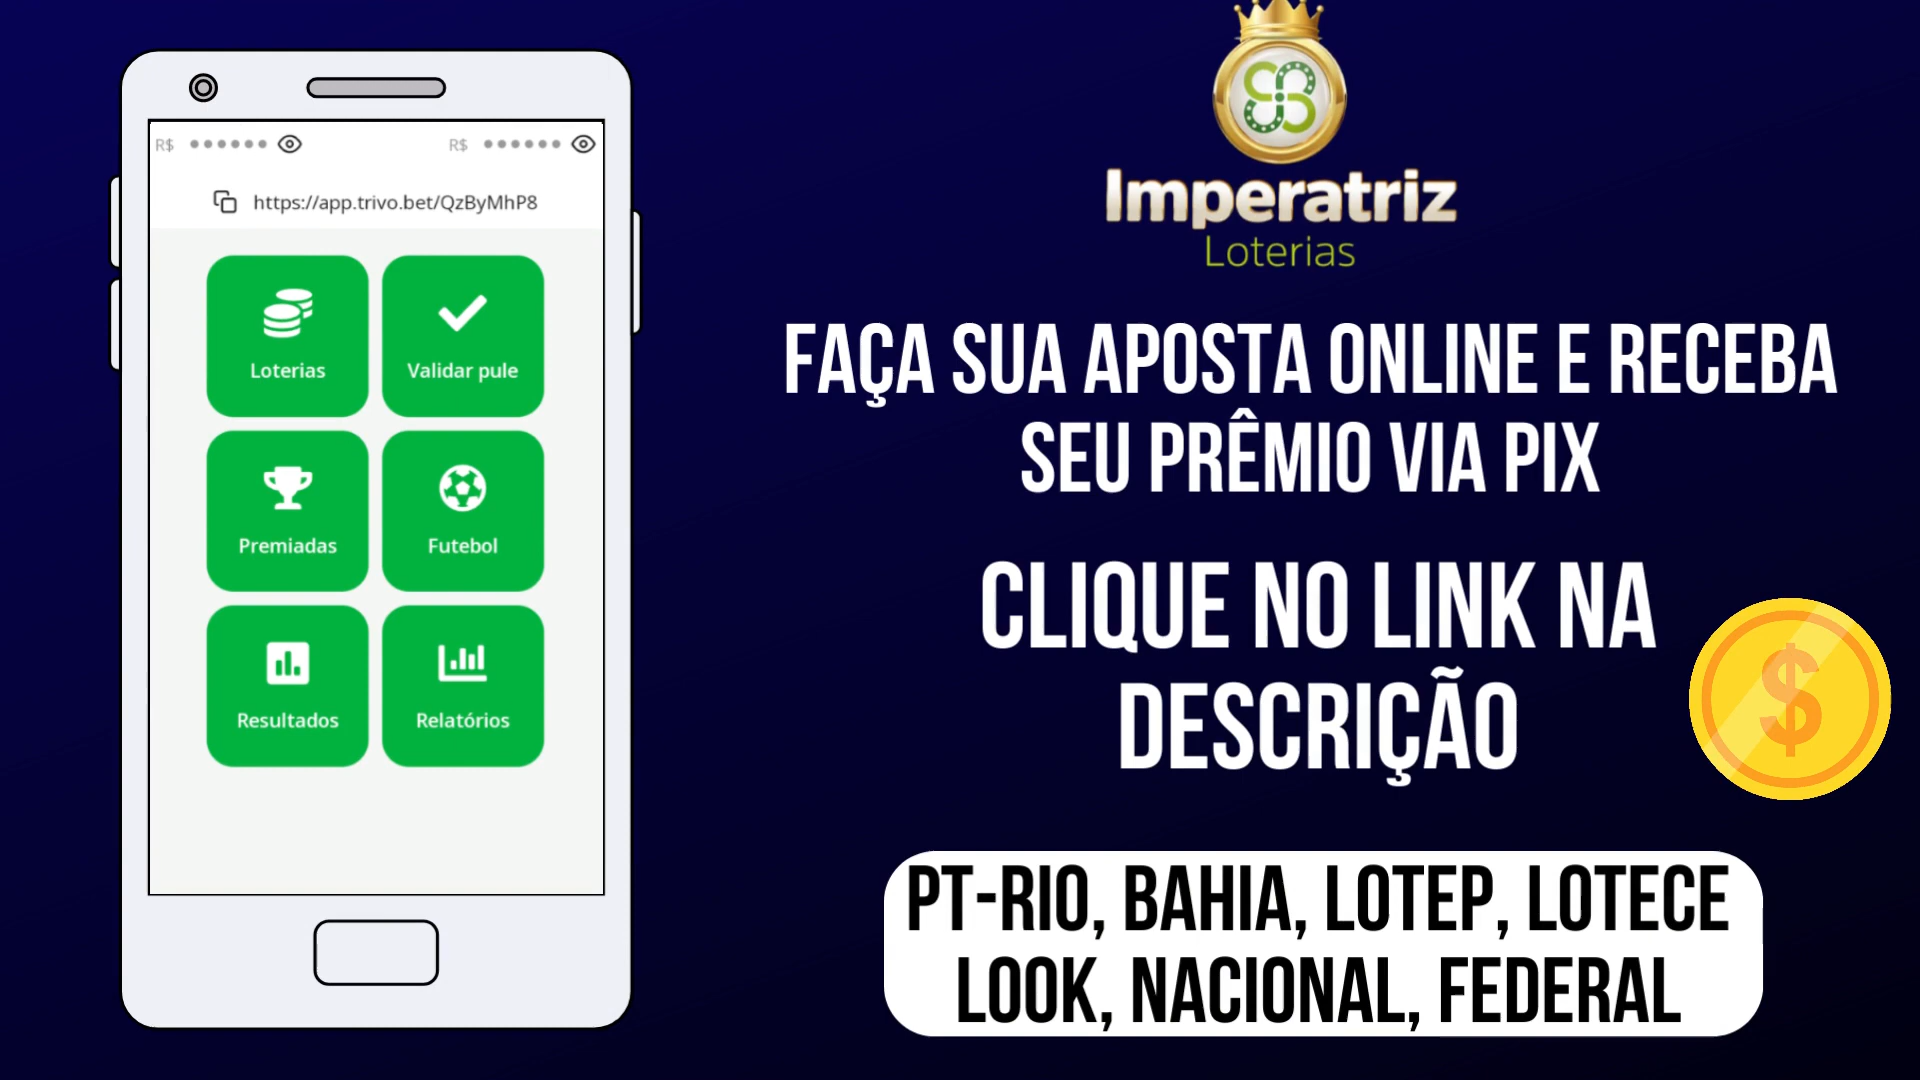 R$ R$
https://app.trivo.bet/QzByMhP8
Loterias Validar pule
Premiadas Futebol
Resultados Relatórios
Imperatriz
Loterias
FAÇA SUA APOSTA ONLINE E RECEBA
SEU PRÊMIO VIA PIX
CLIQUE NO LINK NA
DESCRIÇÃO
$
PT-RIO, BAHIA, LOTEP, LOTECE
LOOK, NACIONAL, FEDERAL